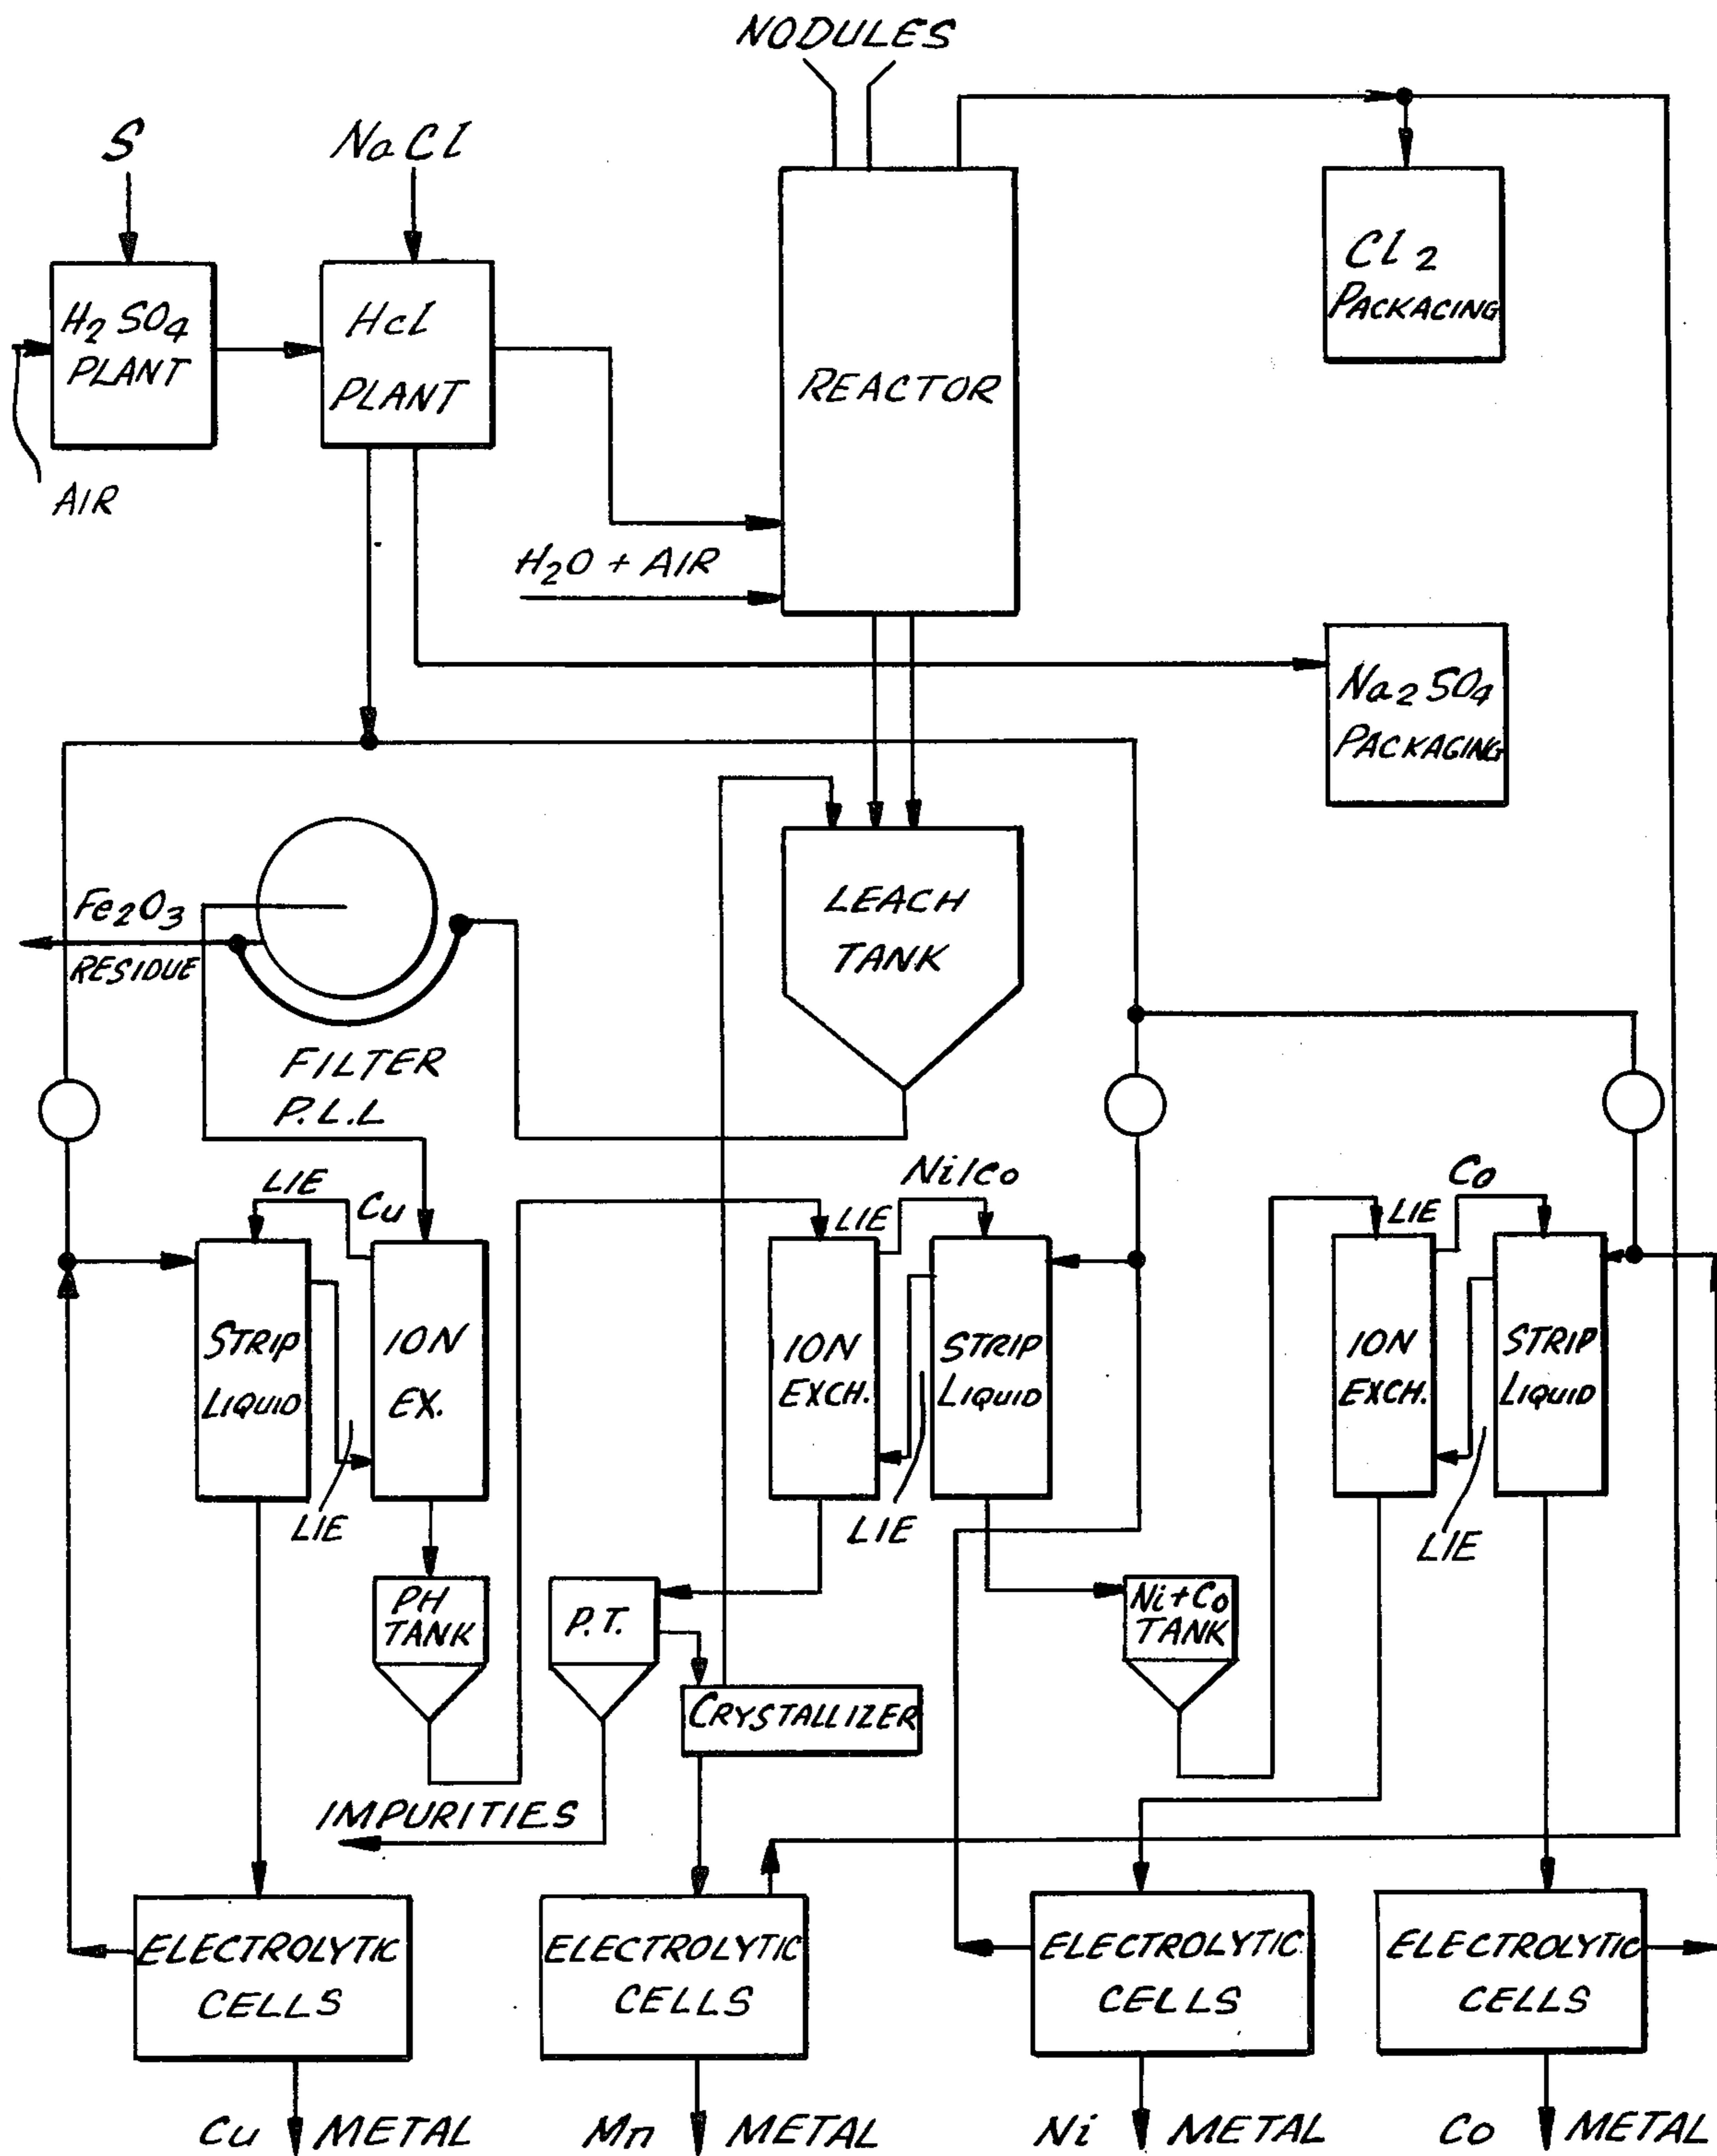 NODULES
S
NaCl
H2SO4
PLANT
Hcl
PLANT
AIR
REACTOR
Cl2
PACKACING
H2O + AIR
Na2SO4
PACKAGING
LEACH
TANK
Fe2O3
RESIDUE
FILTER
P.L.L
LIE
Cu
STRIP
LIQUID
ION
EX.
LIE
PH
TANK
Ni/Co
LIE
ION
EXCH.
STRIP
LIQUID
LIE
P.T.
CRYSTALLIZER
IMPURITIES
Ni+Co
TANK
Co
LIE
ION
EXCH.
STRIP
LIQUID
LIE
ELECTROLYTIC
CELLS
ELECTROLYTIC
CELLS
ELECTROLYTIC
CELLS
ELECTROLYTIC
CELLS
Cu METAL
Mn METAL
Ni METAL
Co METAL